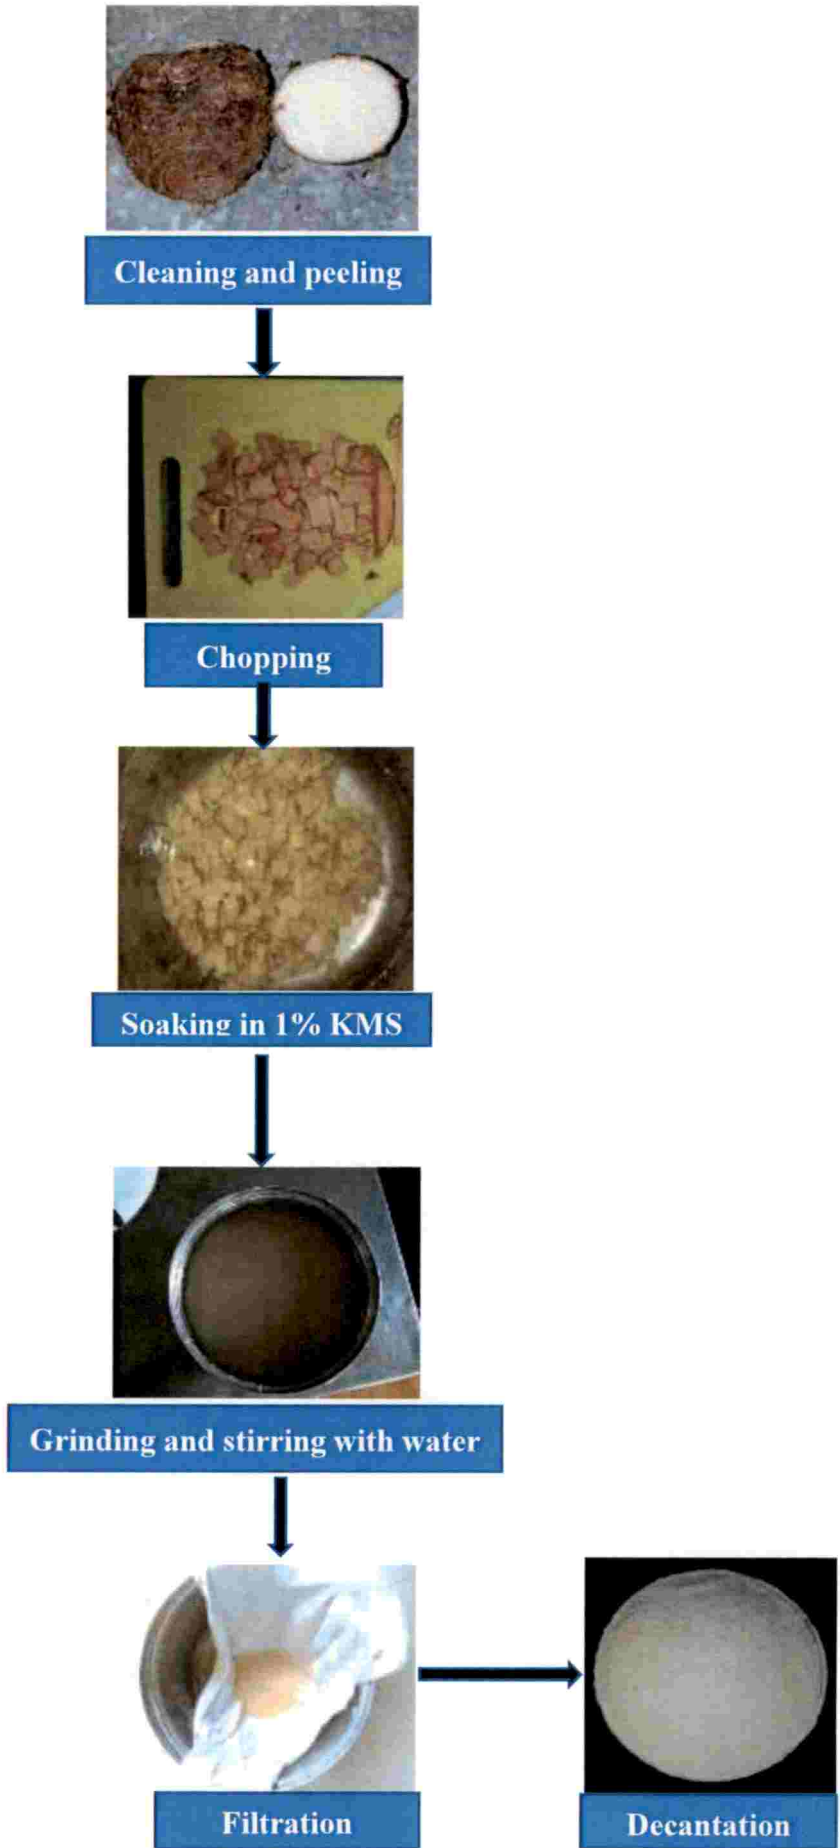 Cleaning and peeling
Chopping
Soaking in 1% KMS
Grinding and stirring with water
Filtration
Decantation